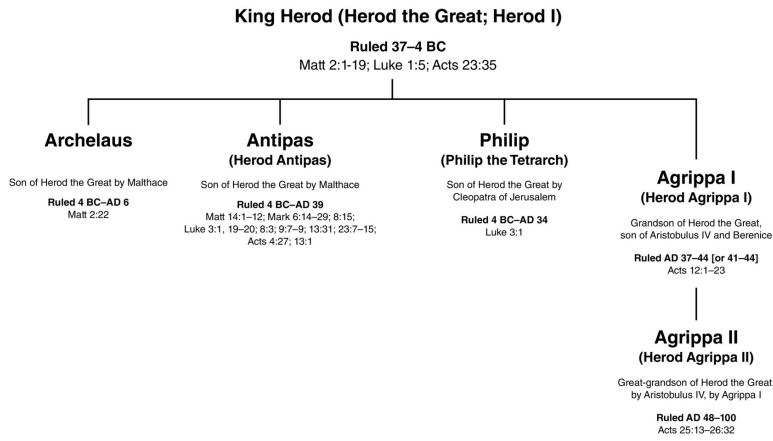 King Herod (Herod the Great; Herod I)
Ruled 37–4 BC
Matt 2:1-19; Luke 1:5; Acts 23:35
Archelaus
Son of Herod the Great by Malthace
Ruled 4 BC–AD 6
Matt 2:22
Antipas
(Herod Antipas)
Son of Herod the Great by Malthace
Ruled 4 BC–AD 39
Matt 14:1–12; Mark 6:14–29; 8:15;
Luke 3:1, 19–20; 8:3; 9:7–9; 13:31; 23:7–15;
Acts 4:27; 13:1
Philip
(Philip the Tetrarch)
Son of Herod the Great by
Cleopatra of Jerusalem
Ruled 4 BC–AD 34
Luke 3:1
Agrippa I
(Herod Agrippa I)
Grandson of Herod the Great,
son of Aristobulus IV and Berenice
Ruled AD 37–44 [or 41–44]
Acts 12:1–23
Agrippa II
(Herod Agrippa II)
Great-grandson of Herod the Great
by Aristobulus IV, by Agrippa I
Ruled AD 48–100
Acts 25:13–26:32